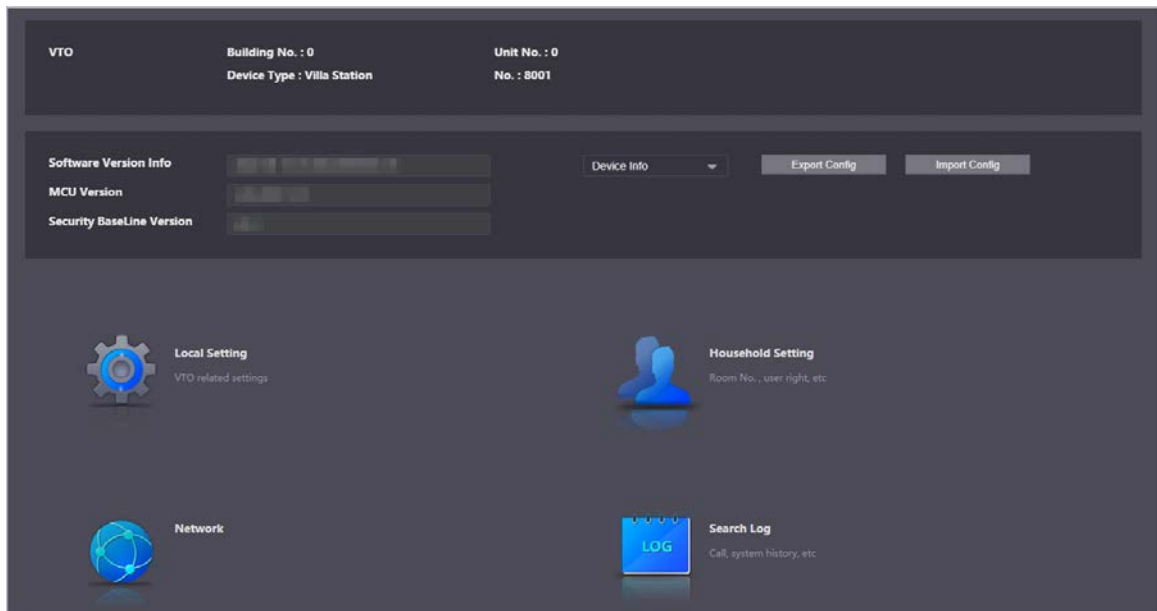 VTO Building No. : 0 Unit No. : 0
Device Type : Villa Station No. : 8001
Software Version Info Device Info Export Config Import Config
MCU Version
Security BaseLine Version
Local Setting Household Setting
VTO related settings Room No. , user right, etc
Network Search Log
LOG Call, system history, etc